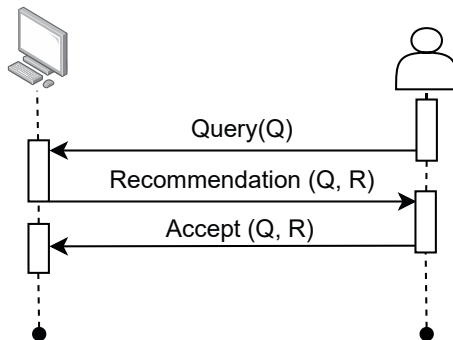 Query(Q)
Recommendation (Q, R)
Accept (Q, R)